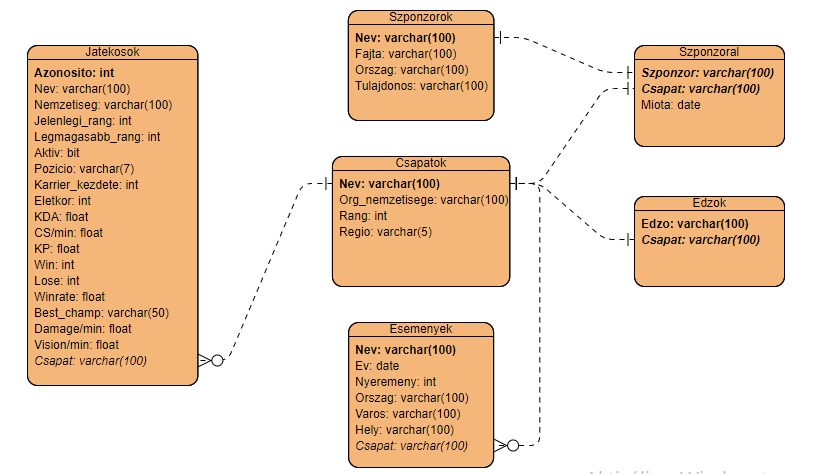 Jatekosok
Azonosito: int
Nev: varchar(100)
Nemzetiseg: varchar(100)
Jelenlegi_rang: int
Legmagasabb_rang: int
Aktiv: bit
Pozicio: varchar(7)
Karrier_kezdete: int
Eletkor: int
KDA: float
CS/min: float
KP: float
Win: int
Lose: int
Winrate: float
Best_champ: varchar(50)
Damage/min: float
Vision/min: float
Csapat: varchar(100)
Szponzorok
Nev: varchar(100)
Fajta: varchar(100)
Orszag: varchar(100)
Tulajdonos: varchar(100)
Csapatok
Nev: varchar(100)
Org_nemzetisege: varchar(100)
Rang: int
Regio: varchar(5)
Esemenyek
Nev: varchar(100)
Ev: date
Nyeremeny: int
Orszag: varchar(100)
Varos: varchar(100)
Hely: varchar(100)
Csapat: varchar(100)
Szponzoral
Szponzor: varchar(100)
Csapat: varchar(100)
Miota: date
Edzok
Edzo: varchar(100)
Csapat: varchar(100)